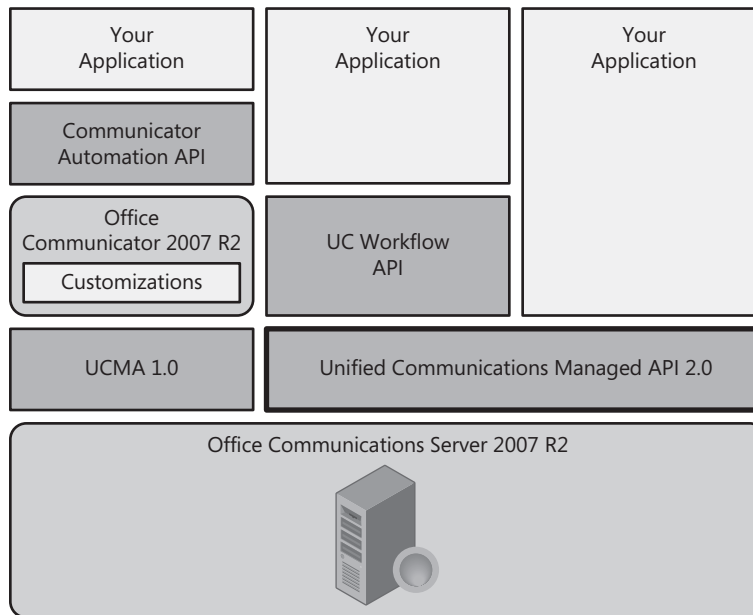 Your
Application
Your
Application
Your
Application
Communicator
Automation API
Office
Communicator 2007 R2
Customizations
UC Workflow
API
UCMA 1.0
Unified Communications Managed API 2.0
Office Communications Server 2007 R2